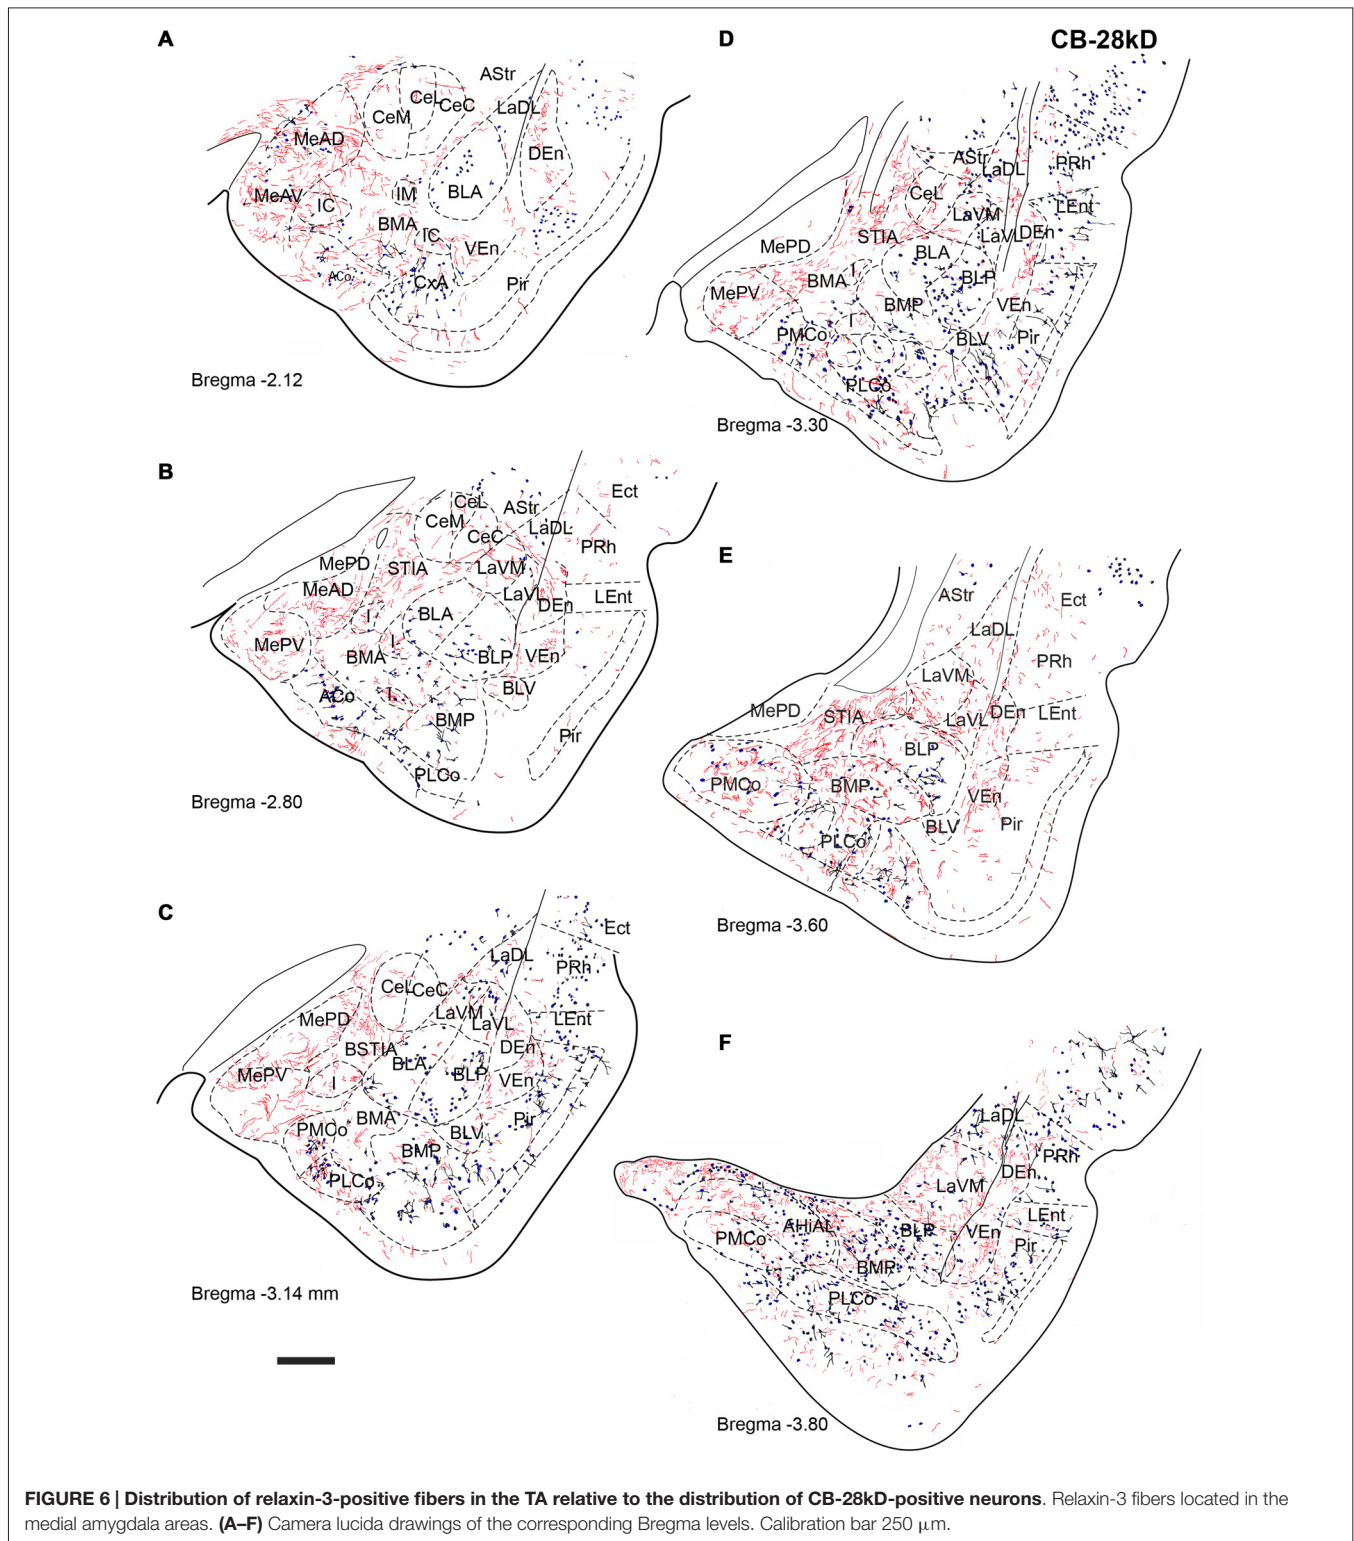 A
AStr
CeL
CeC
CeM
LaDL
MeAD
DEn
BLA
IM
MeAV
IC
BMA
IC
VEn
ACo
CxA
Pir
Bregma -2.12
B
Ect
CeL
AStr
CeM
LaDL
CeC
PRh
MePD
STIA
LaVM
MeAD
LaVL
LEnt
DEn
I
BLA
MePV
I
BMA
BLP
VEn
ACo
I
BLV
BMP
Pir
PLCo
Bregma -2.80
C
Ect
LaDL
PRh
CeL
CeC
MePD
LaVM
LaVL
LEnt
BSTIA
DEn
BLA
MePV
I
BLP
VEn
BMA
Pir
PMCo
BLV
BMP
PLCo
Bregma -3.14 mm
D
CB-28kD
AStr
LaDL
PRh
CeL
LEnt
LaVM
STIA
LaVL
DEn
MePD
BLA
I
BMA
BLP
MePV
BMP
VEn
I
PMCo
BLV
Pir
PLCo
Bregma -3.30
E
AStr
Ect
LaDL
PRh
LaVM
MePD
STIA
LaVL
DEn
LEnt
BLP
PMCo
BMP
VEn
BLV
Pir
PLCo
Bregma -3.60
F
LaDL
PRh
DEn
LaVM
LEnt
AHiAL
BLP
VEn
PMCo
Pir
BMP
PLCo
Bregma -3.80
FIGURE 6 | Distribution of relaxin-3-positive fibers in the TA relative to the distribution of CB-28kD-positive neurons. Relaxin-3 fibers located in the
medial amygdala areas. (A–F) Camera lucida drawings of the corresponding Bregma levels. Calibration bar 250 μm.